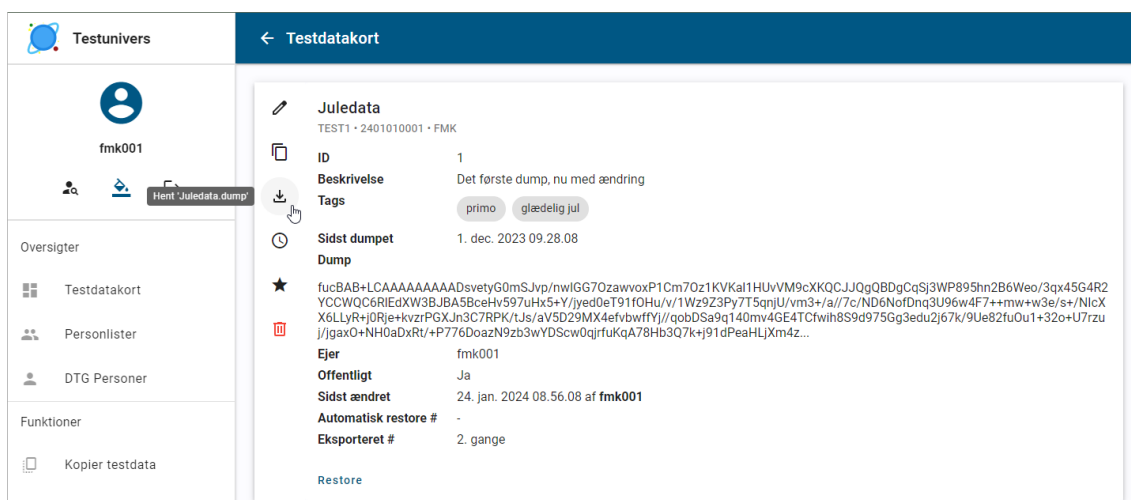 Testunivers
Testdatakort
fmk001
Hent 'Juledata.dump'
Oversigter
Testdatakort
Personlister
DTG Personer
Funktioner
Kopier testdata
Juledata
TEST1 • 2401010001 • FMK
ID 1
Beskrivelse Det første dump, nu med ændring
Tags primo glædelig jul
Sidst dumpet 1. dec. 2023 09.28.08
Dump
fucBAB+LCAAAAAAAAADsvetyG0mSJvp/nwIGG7OzawvoxP1Cm7Oz1KVKaI1HUvVM9cXKQCJJQgQBDgCqSj3WP895hn2B6Weo/3qx45G4R2
YCCWQC6RIEdXW3BJBA5BceHv597uHx5+Y/jyed0eT91fOHu/v/1Wz9Z3Py7T5qnjU/vm3+/a//7c/ND6NofDnq3U96w4F7++mw+w3e/s+/NIcX
X6LLyR+j0Rje+kvzrPGXJn3C7RPK/tJs/aV5D29MX4efvbwffYj//qobDSa9q140mv4GE4TCfwih8S9d975Gg3edu2j67k/9Ue82fuOu1+32o+U7rzu
j/jgaxO+NH0aDxRt/+P776DoazN9zb3wYDScw0qjrfuKqA78Hb3Q7k+j91dPeaHLjXm4z...
Ejer fmk001
Offentligt Ja
Sidst ændret 24. jan. 2024 08.56.08 af fmk001
Automatisk restore # -
Eksporteret # 2. gange
Restore